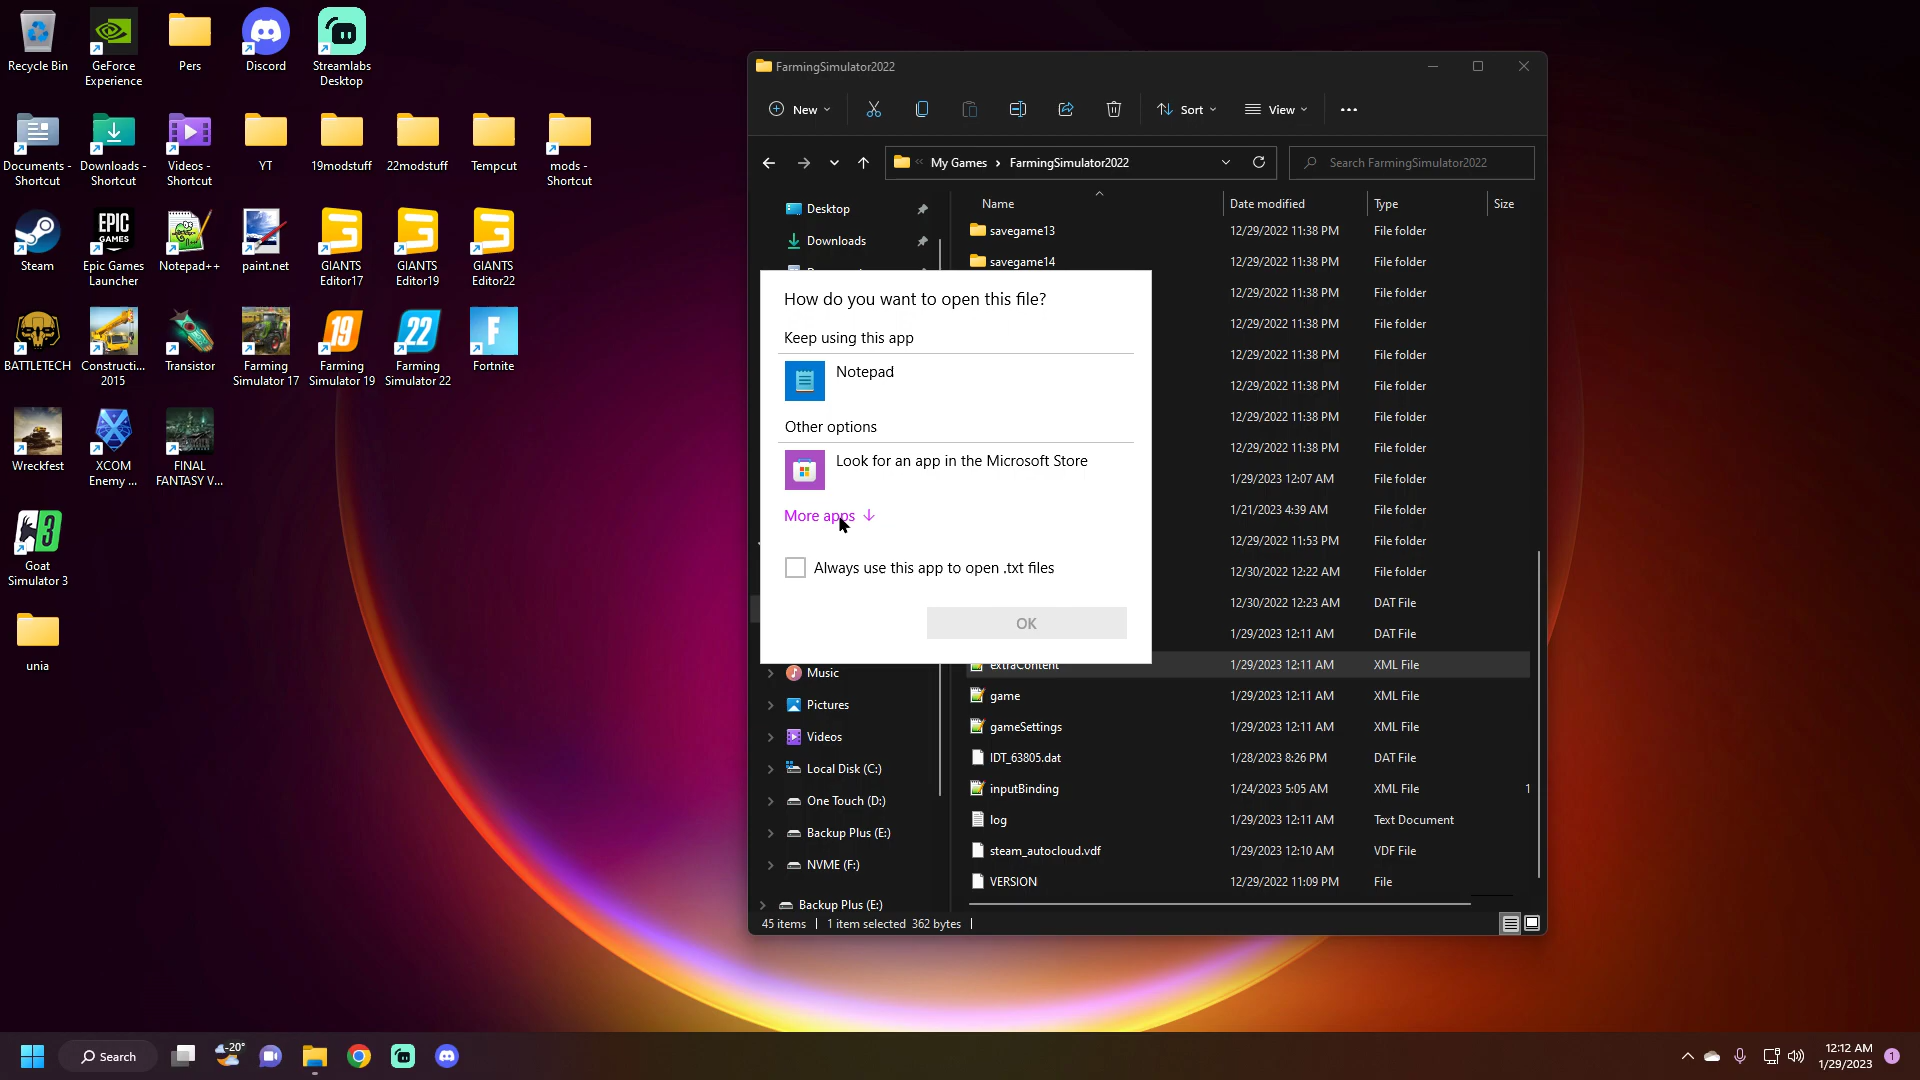 Recycle Bin
GeForce
Experience
Pers
Discord
Streamlabs
Desktop
Documents -
Shortcut
Downloads -
Shortcut
Videos -
Shortcut
YT
19modstuff
22modstuff
Tempcut
mods -
Shortcut
Steam
EPIC
GAMES
Epic Games
Launcher
Notepad++
paint.net
GIANTS
Editor17
GIANTS
Editor19
GIANTS
Editor22
BATTLETECH
Constructi...
2015
Transistor
Farming
Simulator 17
19
Farming
Simulator 19
22
Farming
Simulator 22
F
Fortnite
Wreckfest
XCOM
Enemy ...
FINAL
FANTASY V...
3
Goat
Simulator 3
unia
FarmingSimulator2022
New
Sort
View
My Games > FarmingSimulator2022
Search FarmingSimulator2022
Name
Date modified
Type
Size
Desktop
Downloads
Music
Pictures
Videos
Local Disk (C:)
One Touch (D:)
Backup Plus (E:)
NVME (F:)
Backup Plus (E:)
savegame13 12/29/2022 11:38 PM File folder
savegame14 12/29/2022 11:38 PM File folder
12/29/2022 11:38 PM File folder
12/29/2022 11:38 PM File folder
12/29/2022 11:38 PM File folder
12/29/2022 11:38 PM File folder
12/29/2022 11:38 PM File folder
12/29/2022 11:38 PM File folder
1/29/2023 12:07 AM File folder
1/21/2023 4:39 AM File folder
12/29/2022 11:53 PM File folder
12/30/2022 12:22 AM File folder
12/30/2022 12:23 AM DAT File
1/29/2023 12:11 AM DAT File
extraContent 1/29/2023 12:11 AM XML File
game 1/29/2023 12:11 AM XML File
gameSettings 1/29/2023 12:11 AM XML File
IDT_63805.dat 1/28/2023 8:26 PM DAT File
inputBinding 1/24/2023 5:05 AM XML File 1
log 1/29/2023 12:11 AM Text Document
steam_autocloud.vdf 1/29/2023 12:10 AM VDF File
VERSION 12/29/2022 11:09 PM File
45 items
1 item selected 362 bytes
How do you want to open this file?
Keep using this app
Notepad
Other options
Look for an app in the Microsoft Store
More apps
Always use this app to open .txt files
OK
Search
-20°
12:12 AM
1/29/2023
1